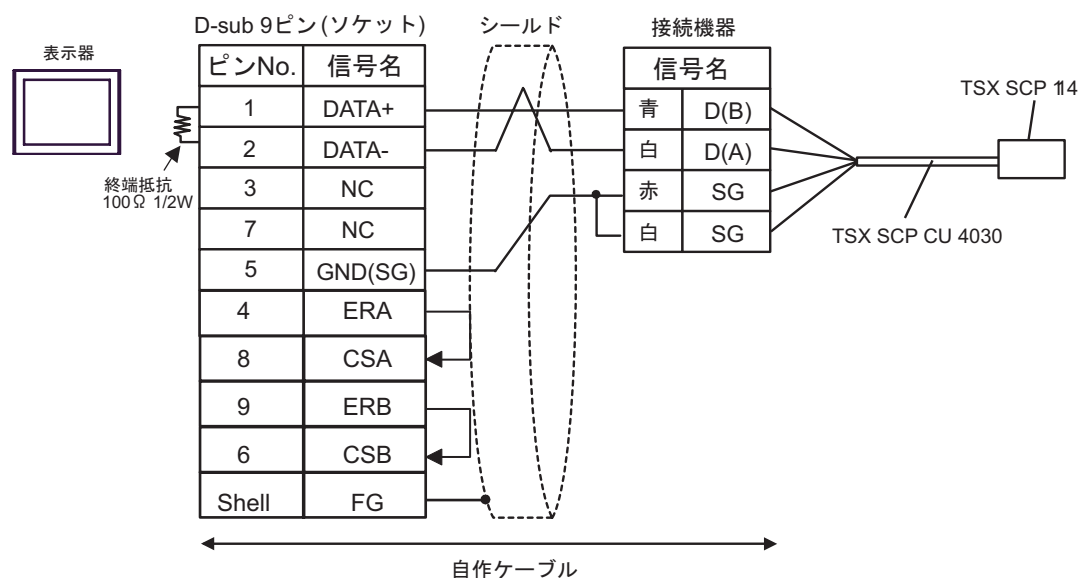 D-sub 9ピン(ソケット)
シールド
接続機器
表示器
ピンNo. 信号名
信号名
1 DATA+
青 D(B)
TSX SCP 114
2 DATA-
白 D(A)
終端抵抗
100Ω 1/2W
3 NC
赤 SG
7 NC
白 SG
TSX SCP CU 4030
5 GND(SG)
4 ERA
8 CSA
9 ERB
6 CSB
Shell FG
自作ケーブル